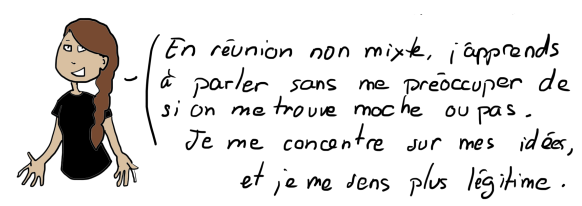 En réunion non mixte, j'apprends
à parler sans me préoccuper de
si on me trouve moche ou pas.
Je me concentre sur mes idées,
et je me sens plus légitime.